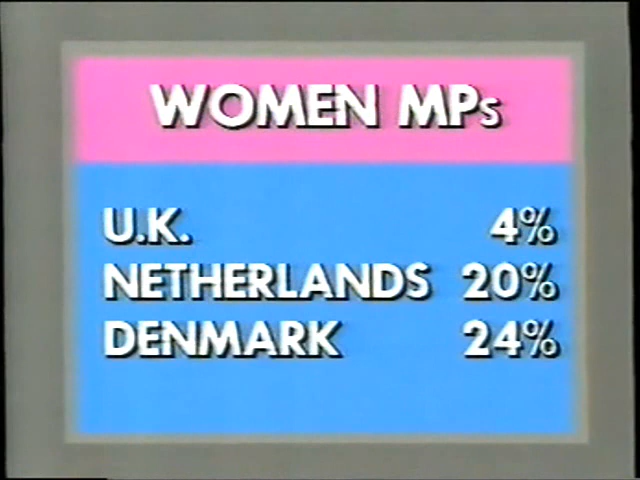 WOMEN MPs
U.K. 4%
NETHERLANDS 20%
DENMARK 24%